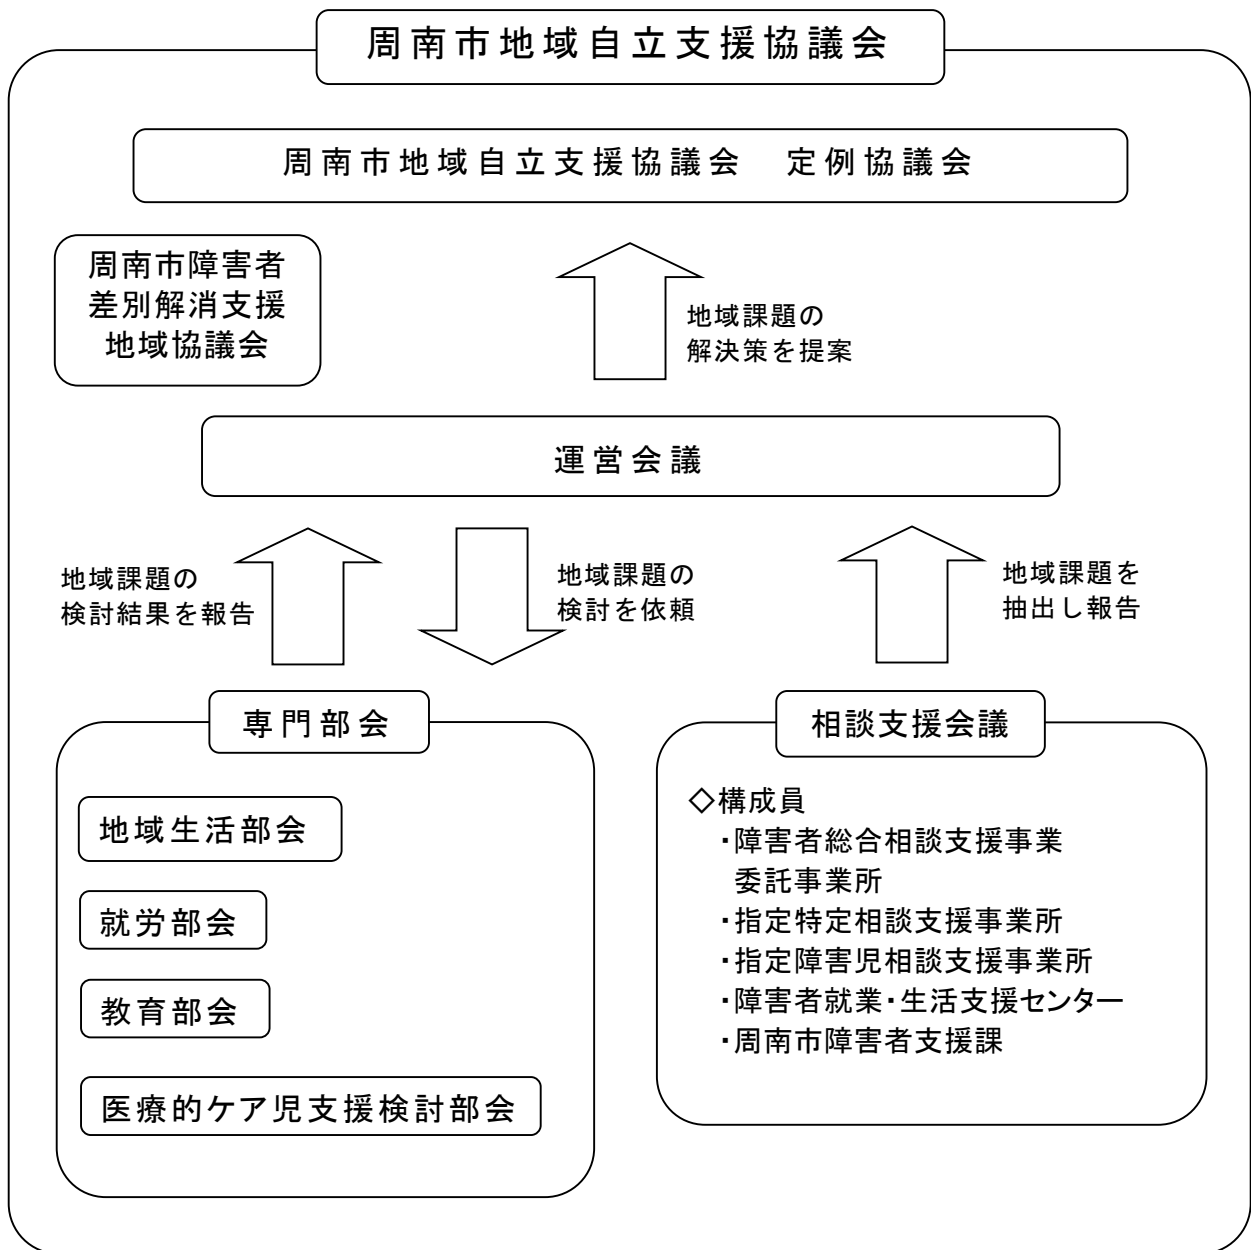 周南市地域自立支援協議会
周南市地域自立支援協議会　定例協議会
周南市障害者
差別解消支援
地域協議会
地域課題の
解決策を提案
運営会議
地域課題の
検討結果を報告
地域課題の
検討を依頼
地域課題を
抽出し報告
専門部会
地域生活部会
就労部会
教育部会
医療的ケア児支援検討部会
相談支援会議
◇構成員
・障害者総合相談支援事業
委託事業所
・指定特定相談支援事業所
・指定障害児相談支援事業所
・障害者就業・生活支援センター
・周南市障害者支援課